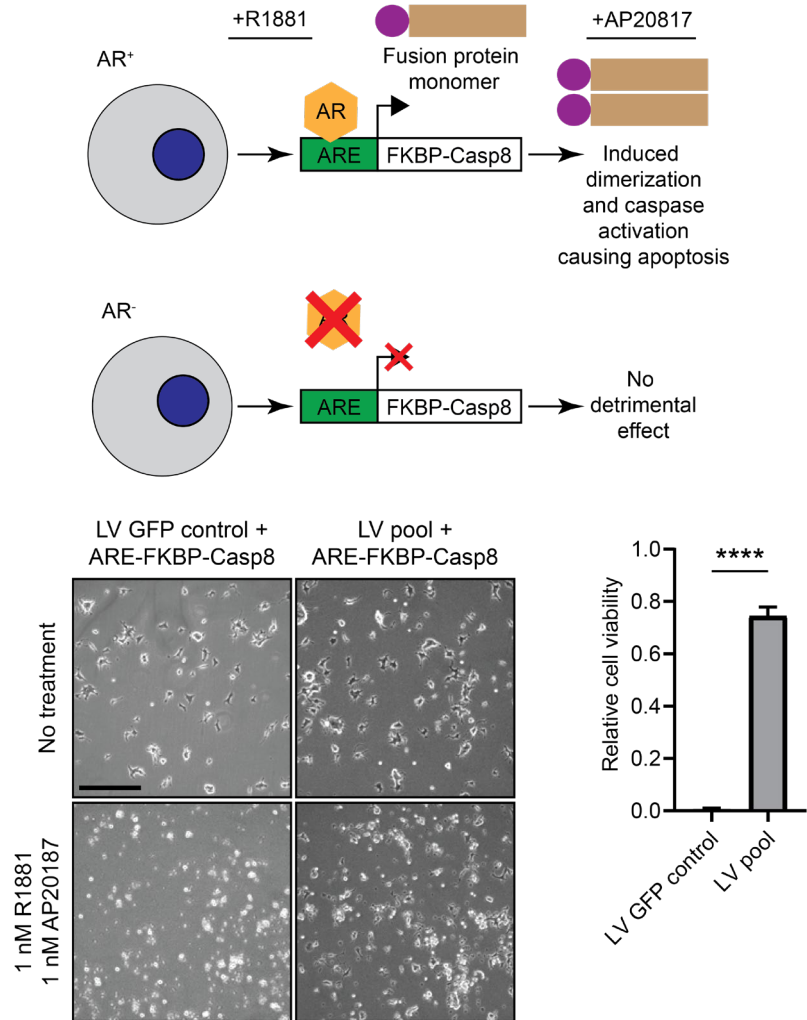 +R1881
+AP20817
AR⁺
Fusion protein
monomer
AR
ARE
FKBP-Casp8
Induced
dimerization
and caspase
activation
causing apoptosis
AR⁻
ARE
FKBP-Casp8
No
detrimental
effect
LV GFP control +
ARE-FKBP-Casp8
LV pool +
ARE-FKBP-Casp8
No treatment
1 nM R1881
1 nM AP20187
****
Relative cell viability
1.0
0.8
0.6
0.4
0.2
0.0
LV GFP control
LV pool